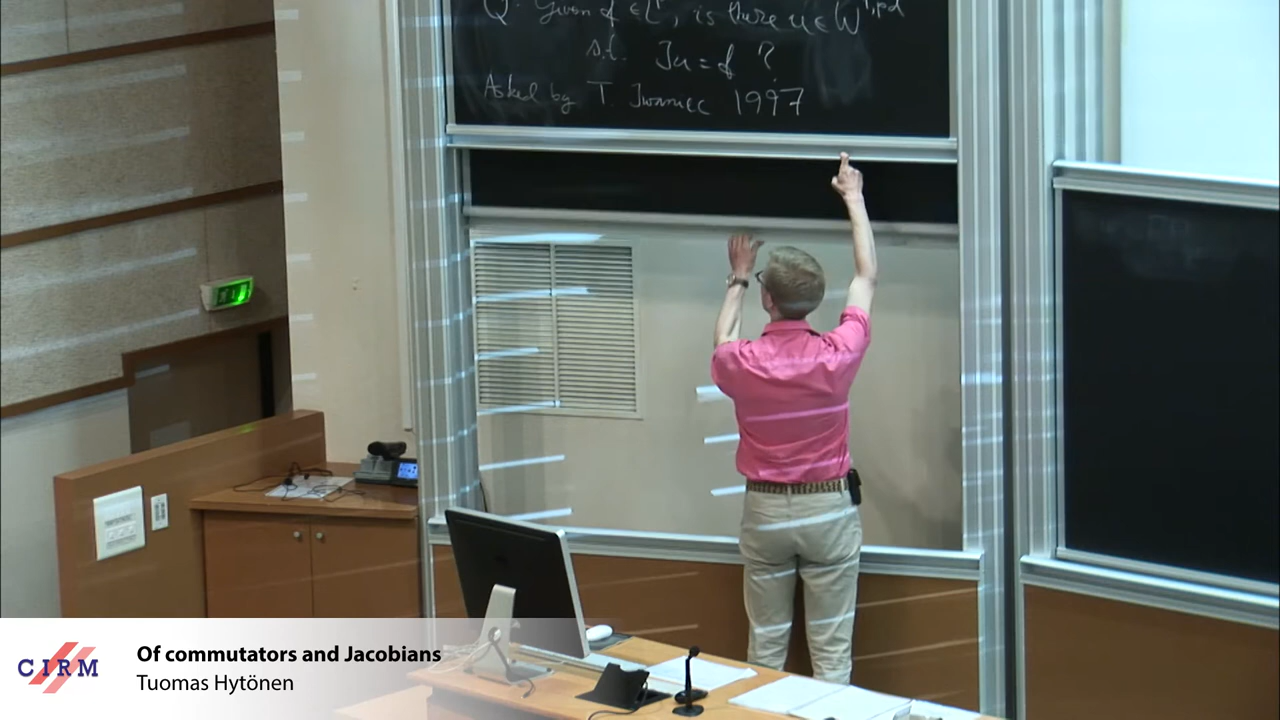 Q: Given f ∈ L^p, is there u ∈ Ẇ^{1,pd}
s.t. Ju = f ?
Asked by T. Iwaniec 1997
CIRM
Of commutators and Jacobians
Tuomas Hytönen